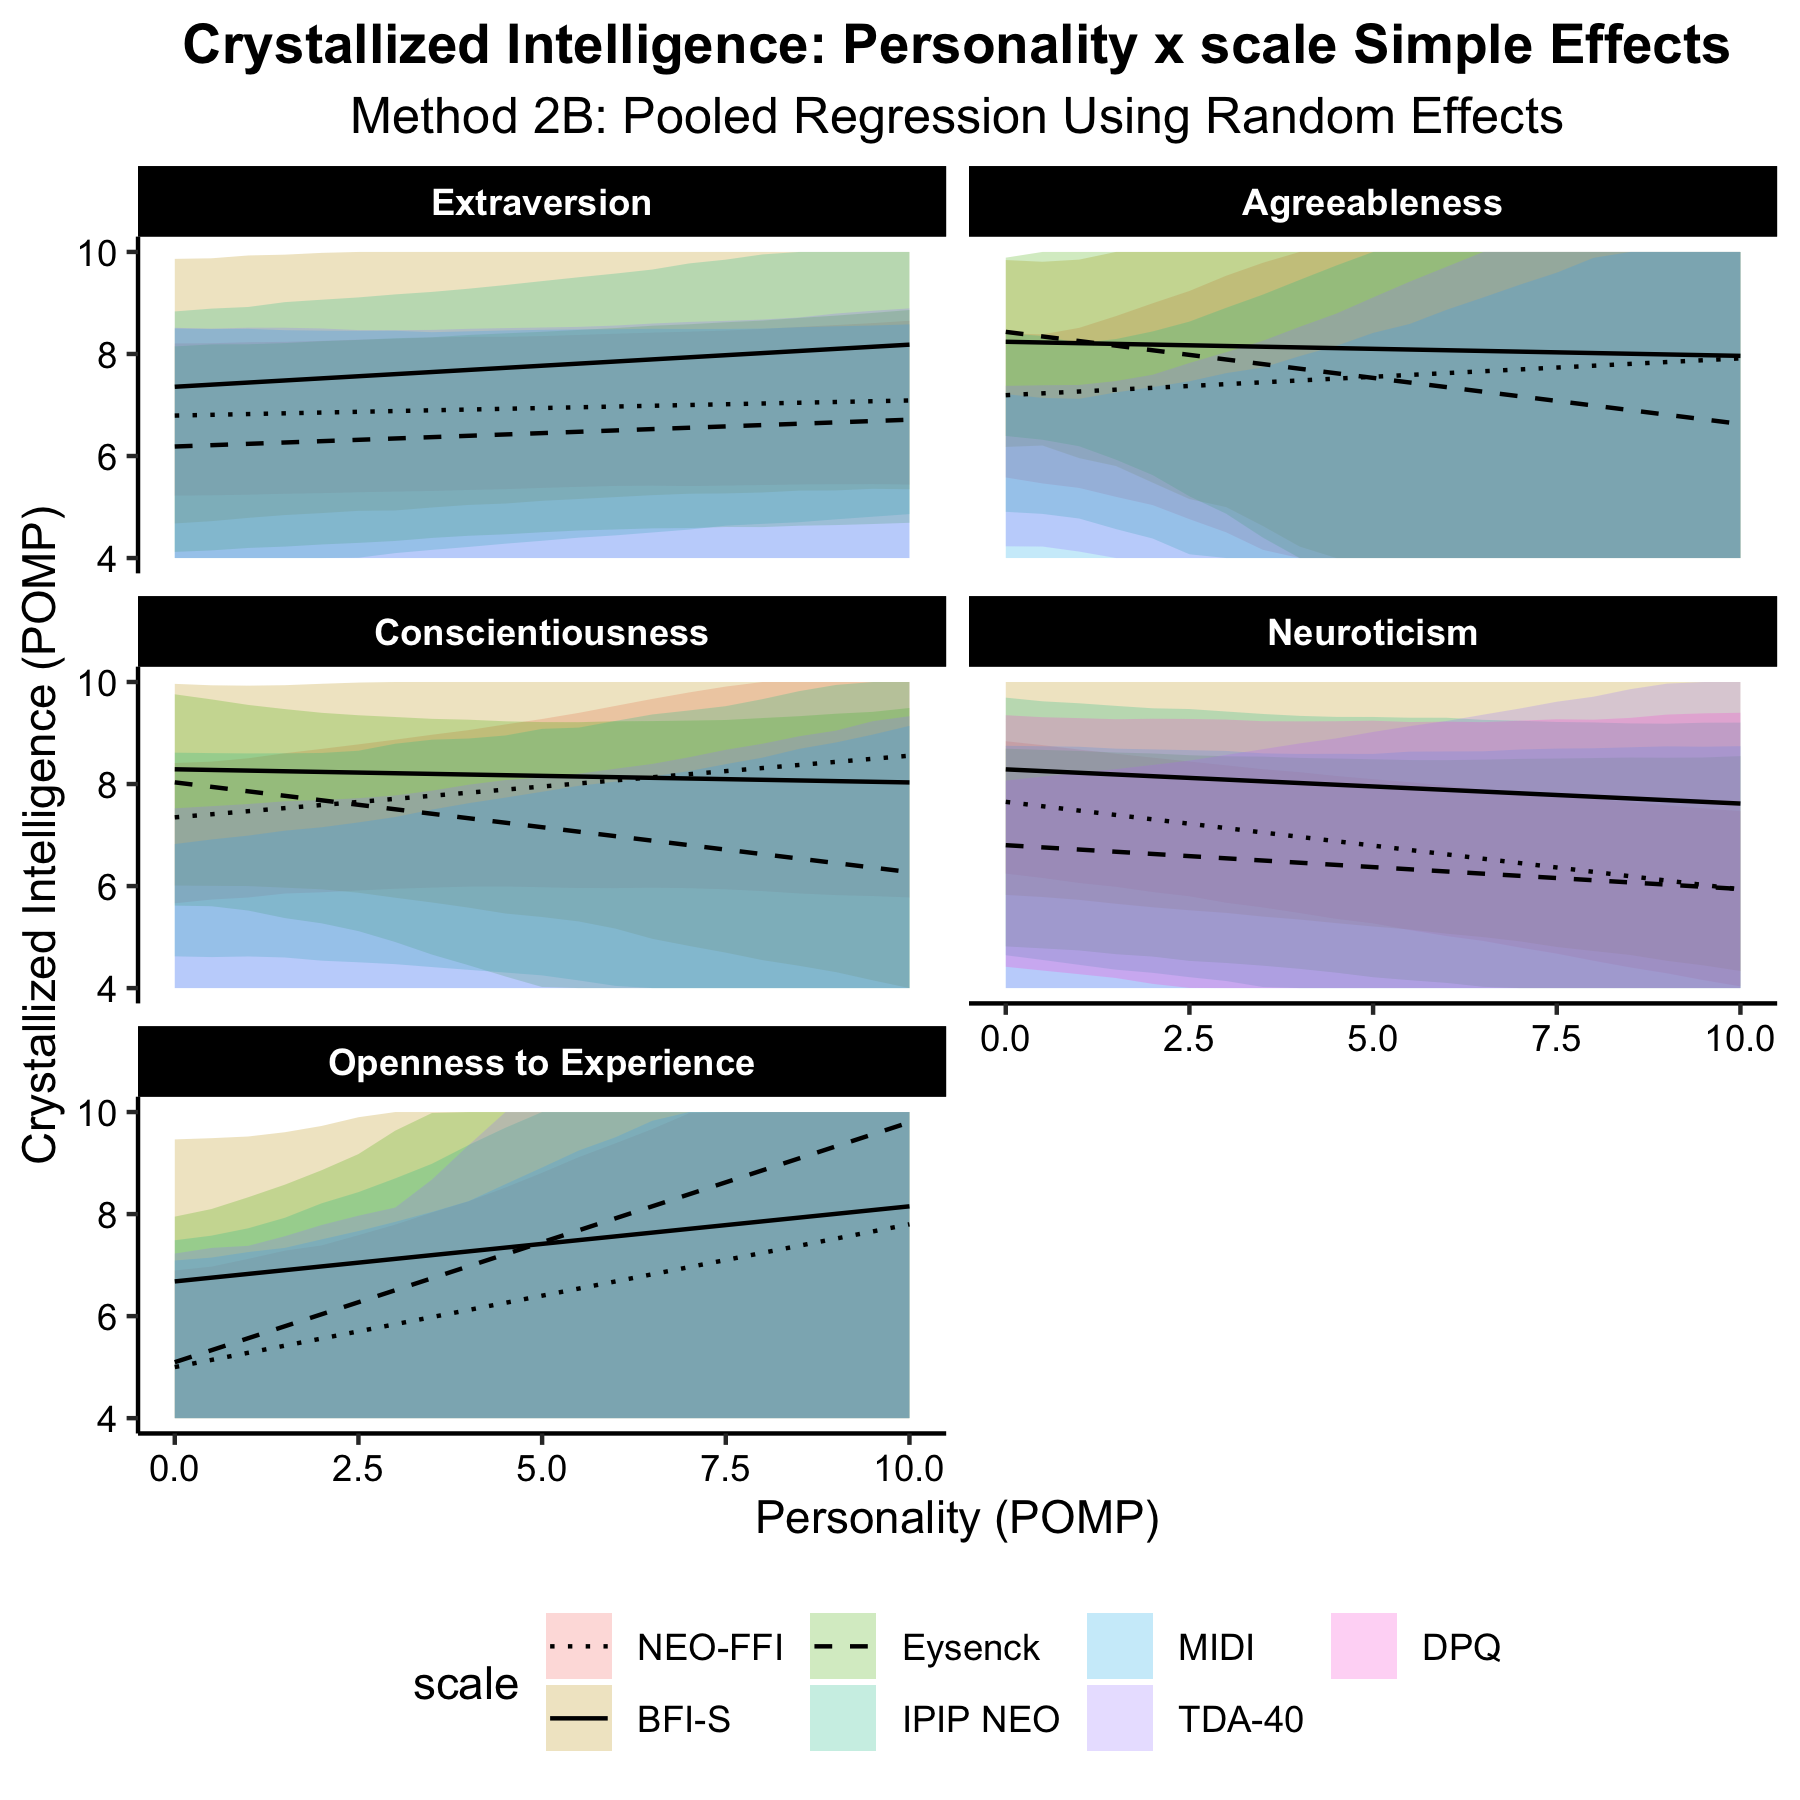 Crystallized Intelligence: Personality x scale Simple Effects
Method 2B: Pooled Regression Using Random Effects
Extraversion
Agreeableness
10
8
6
4
Conscientiousness
Neuroticism
10
8
6
4
0.0 2.5 5.0 7.5 10.0
Openness to Experience
10
8
6
4
0.0 2.5 5.0 7.5 10.0
Crystallized Intelligence (POMP)
Personality (POMP)
scale
NEO-FFI
Eysenck
MIDI
DPQ
BFI-S
IPIP NEO
TDA-40